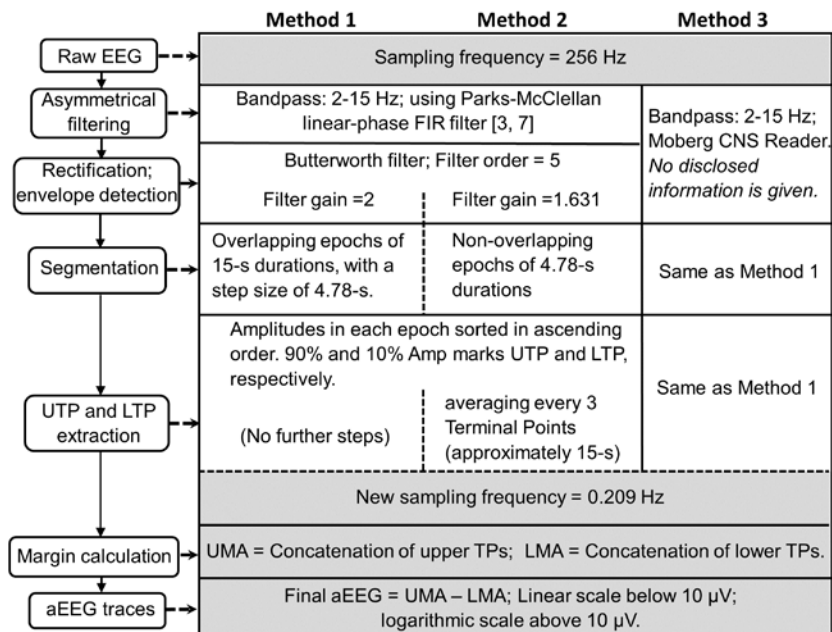 Method 1
Method 2
Method 3
Raw EEG
Sampling frequency = 256 Hz
Asymmetrical
filtering
Bandpass: 2-15 Hz; using Parks-McClellan
linear-phase FIR filter [3, 7]
Bandpass: 2-15 Hz;
Moberg CNS Reader.
No disclosed
information is given.
Rectification;
envelope detection
Butterworth filter; Filter order = 5
Filter gain =2
Filter gain =1.631
Segmentation
Overlapping epochs of
15-s durations, with a
step size of 4.78-s.
Non-overlapping
epochs of 4.78-s
durations
Same as Method 1
UTP and LTP
extraction
Amplitudes in each epoch sorted in ascending
order. 90% and 10% Amp marks UTP and LTP,
respectively.
(No further steps)
averaging every 3
Terminal Points
(approximately 15-s)
Same as Method 1
New sampling frequency = 0.209 Hz
Margin calculation
UMA = Concatenation of upper TPs; LMA = Concatenation of lower TPs.
aEEG traces
Final aEEG = UMA – LMA; Linear scale below 10 µV;
logarithmic scale above 10 µV.